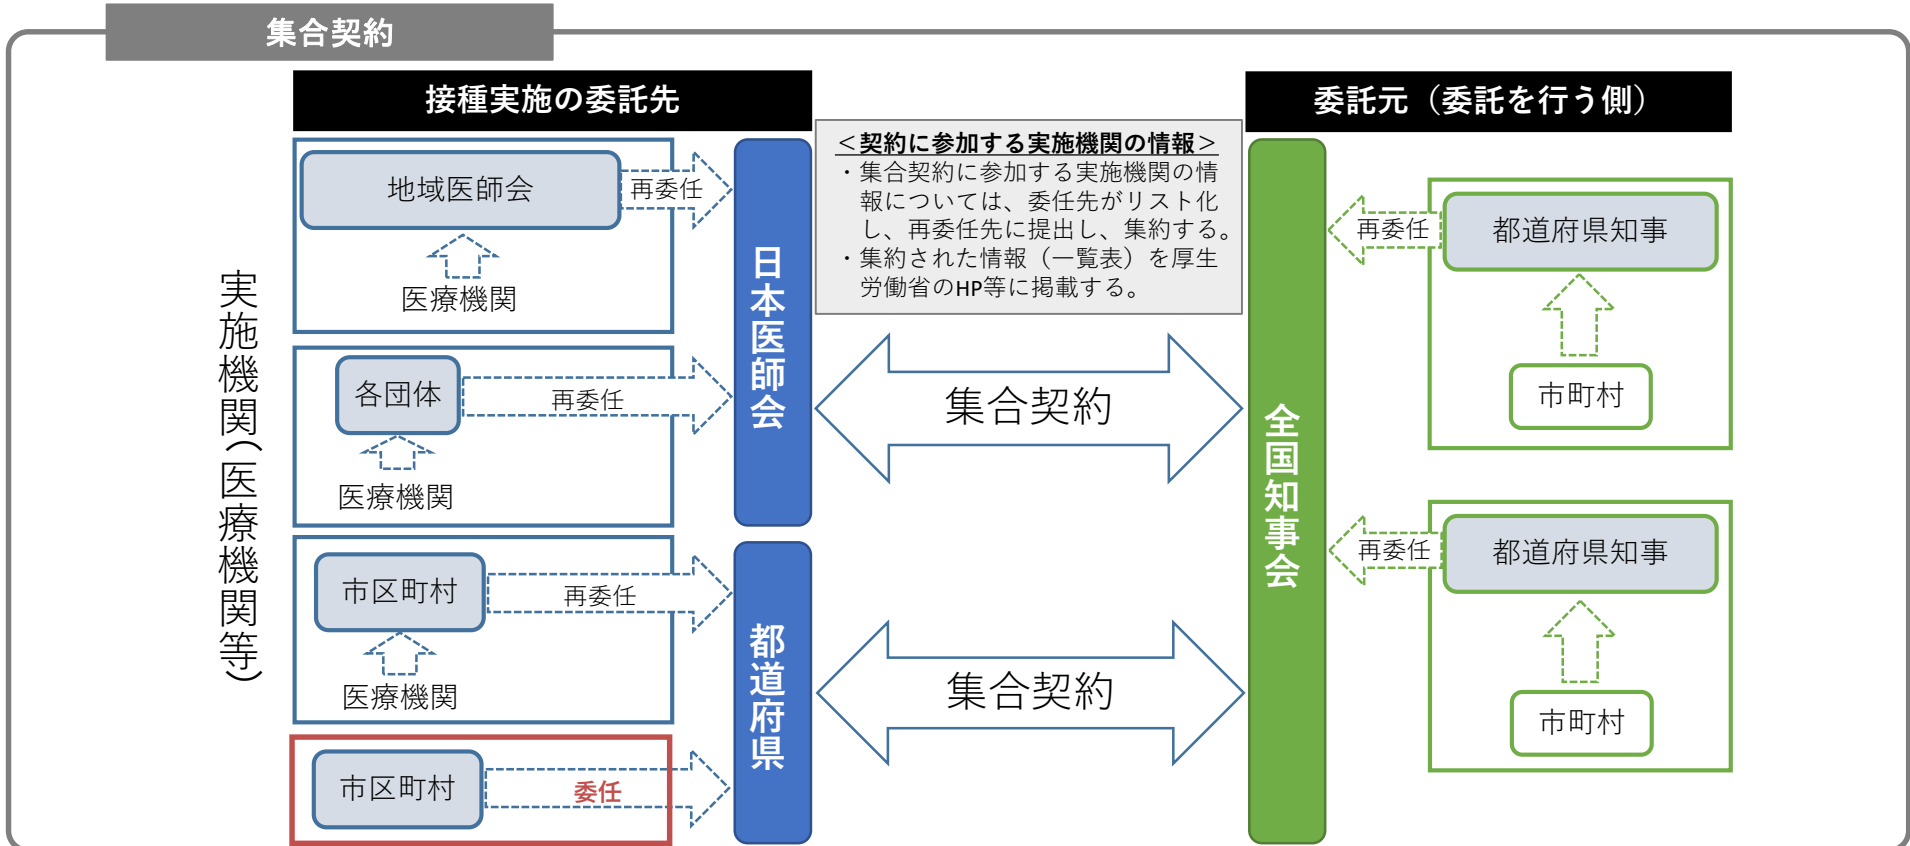 集合契約
接種実施の委託先
委託元（委託を行う側）
実施機関（医療機関等）
地域医師会
再委任
医療機関
各団体
再委任
医療機関
市区町村
再委任
医療機関
市区町村
委任
日本医師会
都道府県
＜契約に参加する実施機関の情報＞
・集合契約に参加する実施機関の情
報については、委任先がリスト化
し、再委任先に提出し、集約する。
・集約された情報（一覧表）を厚生
労働省のHP等に掲載する。
集合契約
集合契約
全国知事会
再委任
都道府県知事
市町村
再委任
都道府県知事
市町村